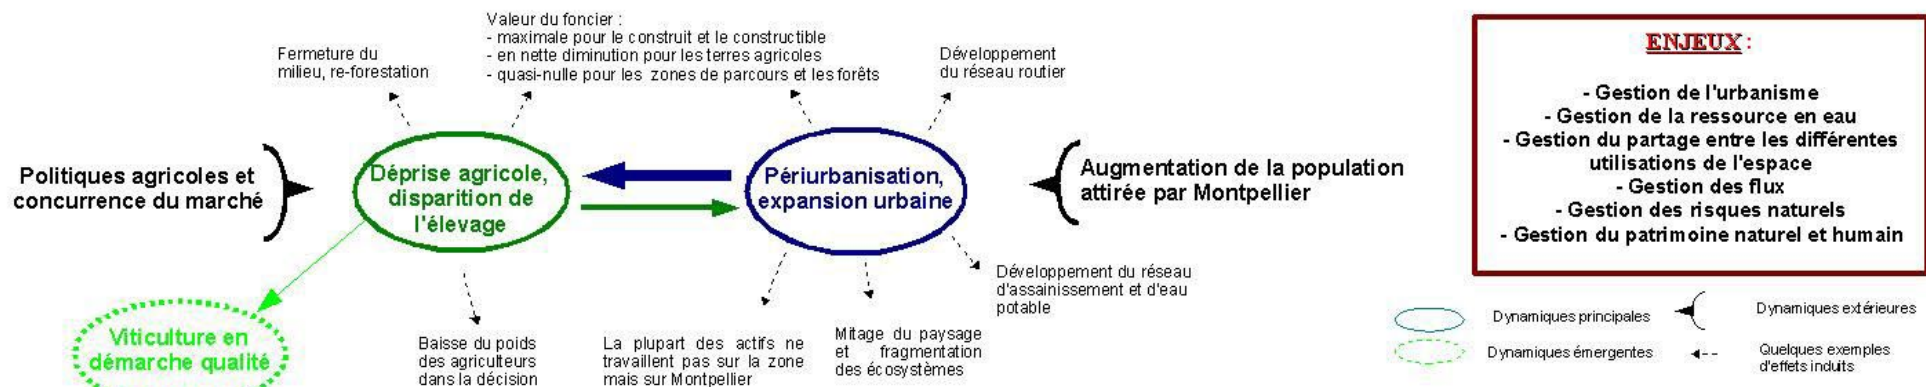 Valeur du foncier :
- maximale pour le construit et le constructible
- en nette diminution pour les terres agricoles
- quasi-nulle pour les zones de parcours et les forêts
Fermeture du
milieu, re-forestation
Développement
du réseau routier
Politiques agricoles et
concurrence du marché
Déprise agricole,
disparition de
l'élevage
Périurbanisation,
expansion urbaine
Augmentation de la population
attirée par Montpellier
Viticulture en
démarche qualité
Baisse du poids
des agriculteurs
dans la décision
La plupart des actifs ne
travaillent pas sur la zone
mais sur Montpellier
Mitage du paysage
et fragmentation
des écosystèmes
Développement du réseau
d'assainissement et d'eau
potable
ENJEUX :
- Gestion de l'urbanisme
- Gestion de la ressource en eau
- Gestion du partage entre les différentes
utilisations de l'espace
- Gestion des flux
- Gestion des risques naturels
- Gestion du patrimoine naturel et humain
Dynamiques principales
Dynamiques extérieures
Dynamiques émergentes
Quelques exemples
d'effets induits